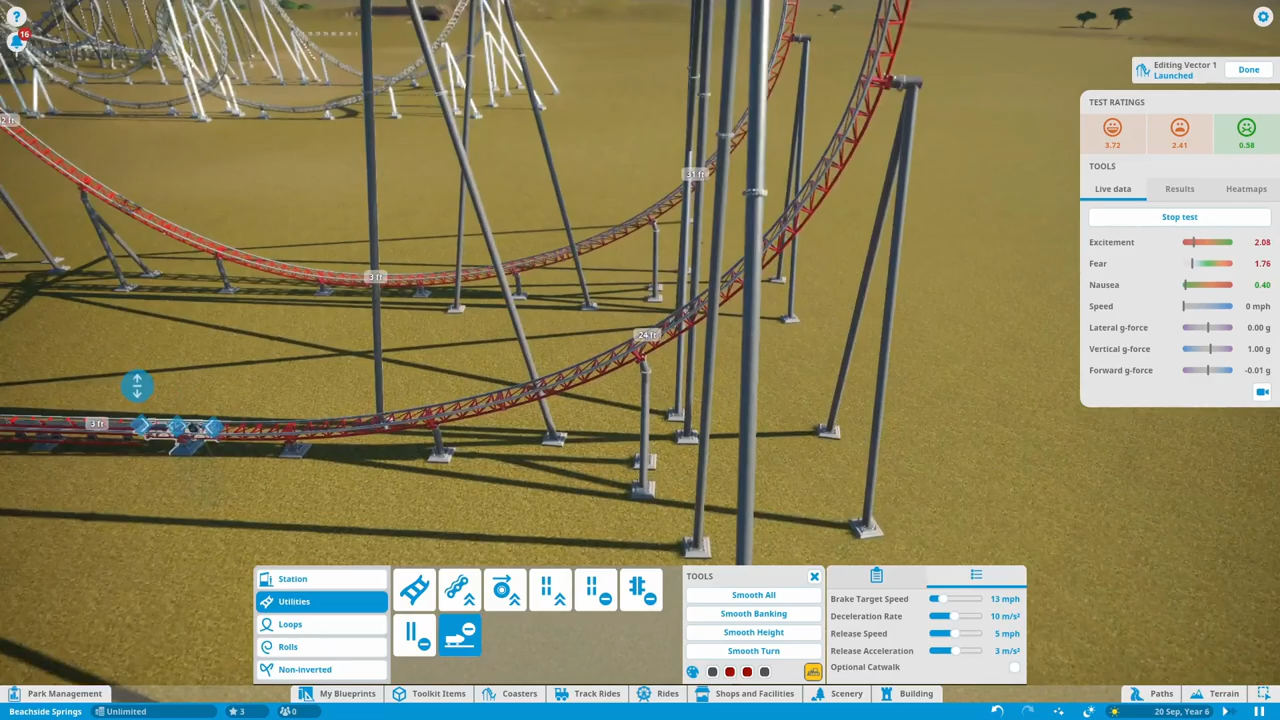 ?
16
Editing Vector 1
Launched
Done
TEST RATINGS
3.72
2.41
0.58
TOOLS
Live data
Results
Heatmaps
Stop test
Excitement
2.08
Fear
1.76
Nausea
0.40
Speed
0 mph
Lateral g-force
0.00 g
Vertical g-force
1.00 g
Forward g-force
-0.01 g
2 ft
31 ft
3 ft
24 ft
3 ft
Station
Utilities
Loops
Rolls
Non-inverted
TOOLS
Smooth All
Smooth Banking
Smooth Height
Smooth Turn
Brake Target Speed
13 mph
Deceleration Rate
10 m/s²
Release Speed
5 mph
Release Acceleration
3 m/s²
Optional Catwalk
Park Management
My Blueprints
Toolkit Items
Coasters
Track Rides
Rides
Shops and Facilities
Scenery
Building
Paths
Terrain
Beachside Springs
Unlimited
3
0
20 Sep, Year 6